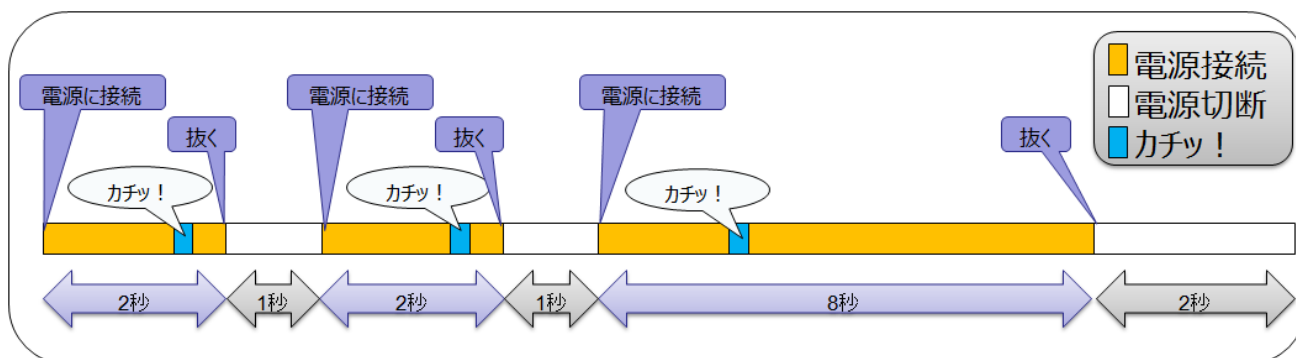 電源に接続
抜く
カチッ！
電源に接続
抜く
カチッ！
電源に接続
カチッ！
抜く
電源接続
電源切断
カチッ！
2秒
1秒
2秒
1秒
8秒
2秒